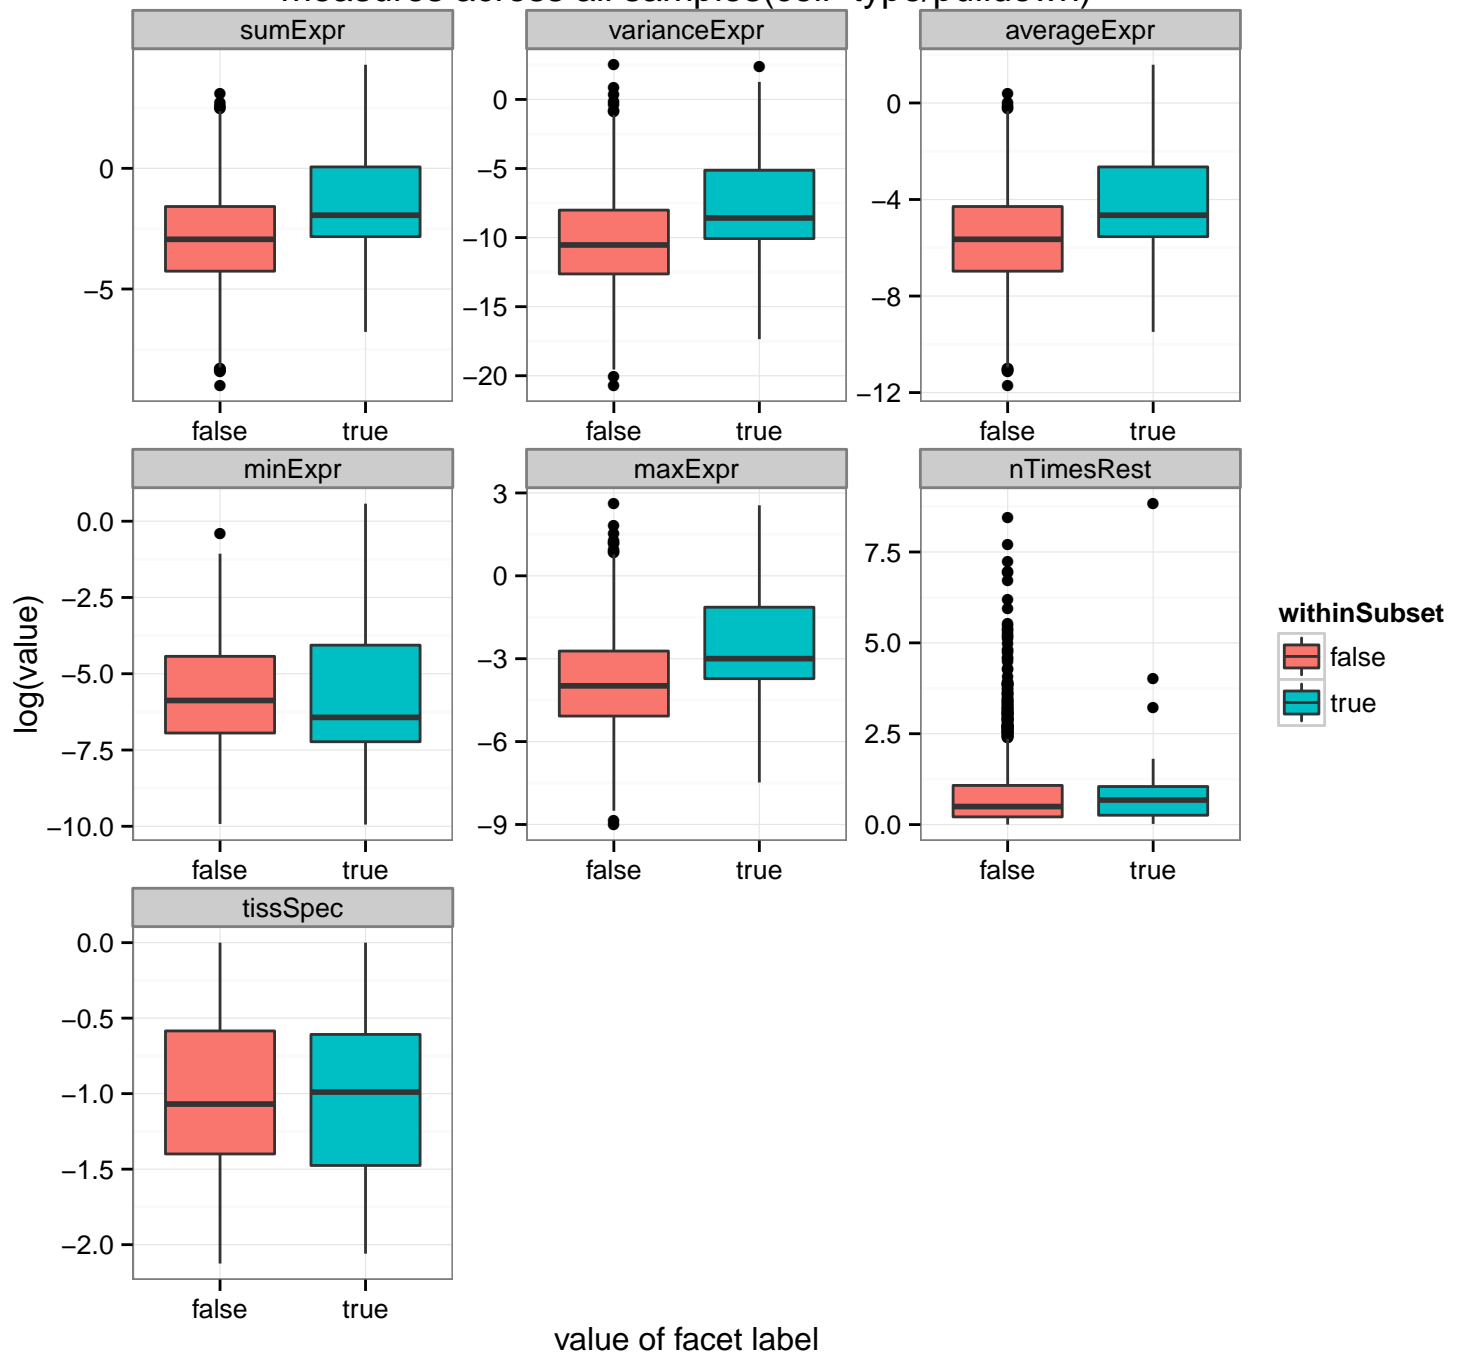 sumExpr varianceExpr averageExpr
0
−5
0
−5
−10
−15
−20
0
−4
−8
−12
false true false true false true
minExpr maxExpr nTimesRest
0.0
−2.5
−5.0
−7.5
−10.0
3
0
−3
−6
−9
7.5
5.0
2.5
0.0
false true false true false true
tissSpec
0.0
−0.5
−1.0
−1.5
−2.0
false true
log(value)
value of facet label
withinSubset
false
true